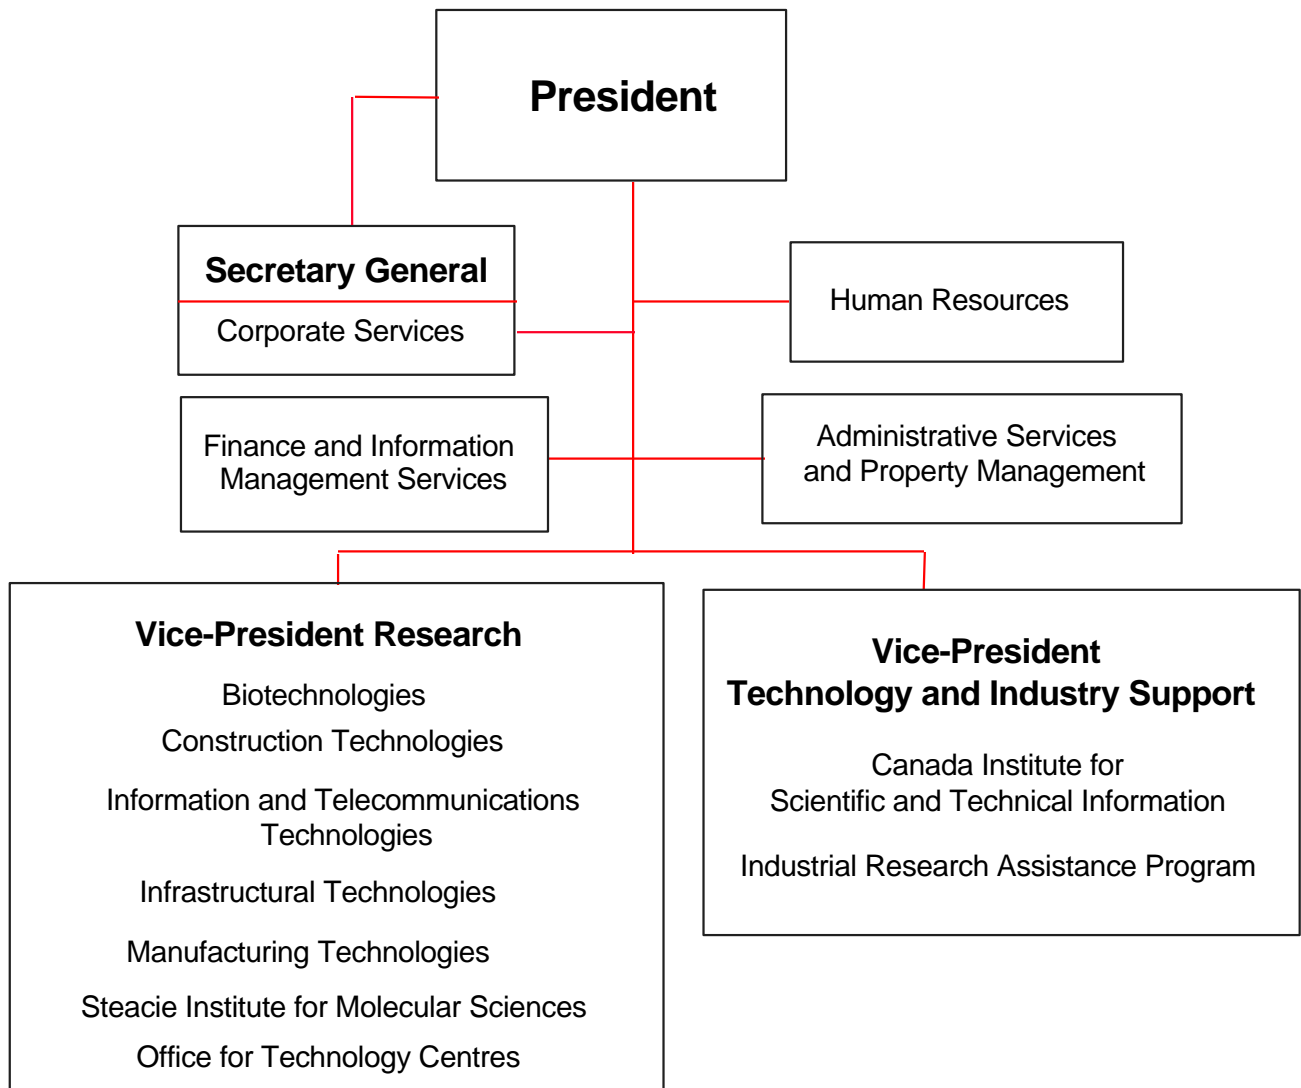 President
Secretary General
Corporate Services
Human Resources
Finance and Information
Management Services
Administrative Services
and Property Management
Vice-President Research
Biotechnologies
Construction Technologies
Information and Telecommunications
Technologies
Infrastructural Technologies
Manufacturing Technologies
Steacie Institute for Molecular Sciences
Office for Technology Centres
Vice-President
Technology and Industry Support
Canada Institute for
Scientific and Technical Information
Industrial Research Assistance Program